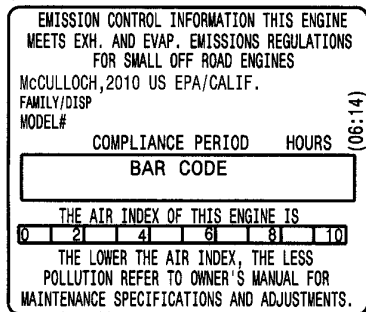 EMISSION CONTROL INFORMATION THIS ENGINE
MEETS EXH. AND EVAP. EMISSIONS REGULATIONS
FOR SMALL OFF ROAD ENGINES
McCULLOCH,2010 US EPA/CALIF.
FAMILY/DISP
MODEL#
COMPLIANCE PERIOD HOURS
(06:14)
BAR CODE
THE AIR INDEX OF THIS ENGINE IS
0 2 4 6 8 10
THE LOWER THE AIR INDEX, THE LESS
POLLUTION REFER TO OWNER'S MANUAL FOR
MAINTENANCE SPECIFICATIONS AND ADJUSTMENTS.